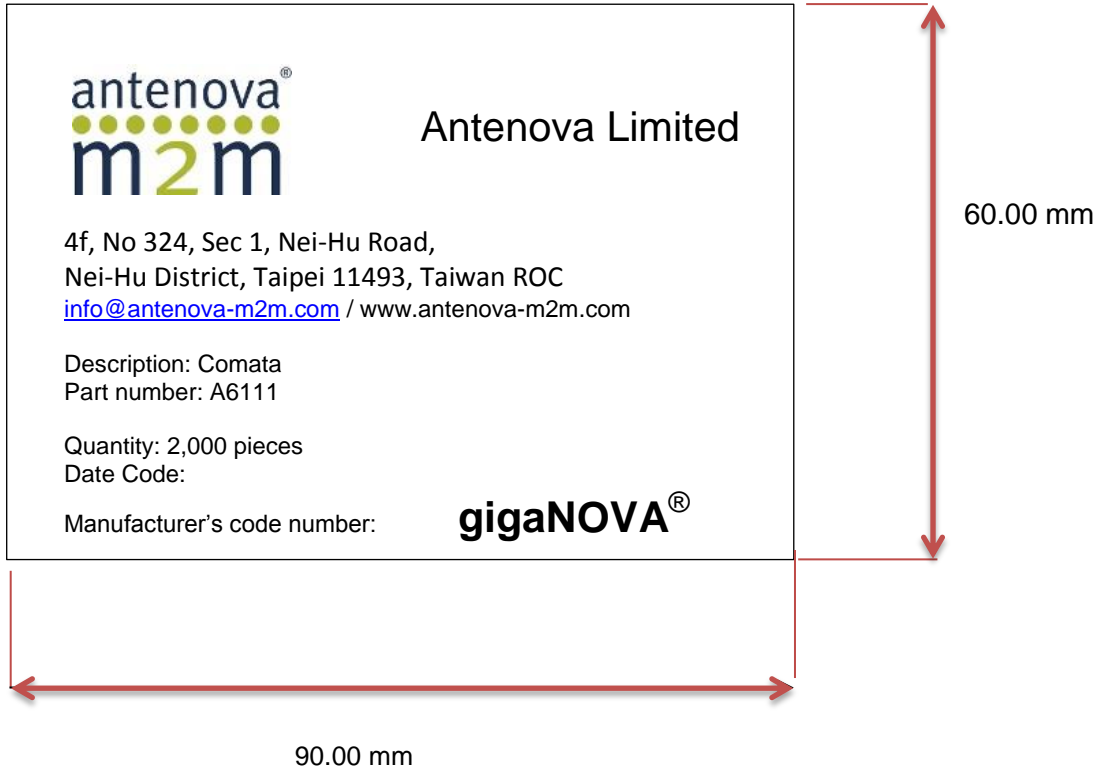 antenova®
m2m
Antenova Limited
60.00 mm
4f, No 324, Sec 1, Nei-Hu Road,
Nei-Hu District, Taipei 11493, Taiwan ROC
info@antenova-m2m.com / www.antenova-m2m.com
Description: Comata
Part number: A6111
Quantity: 2,000 pieces
Date Code:
Manufacturer’s code number:
gigaNOVA®
90.00 mm